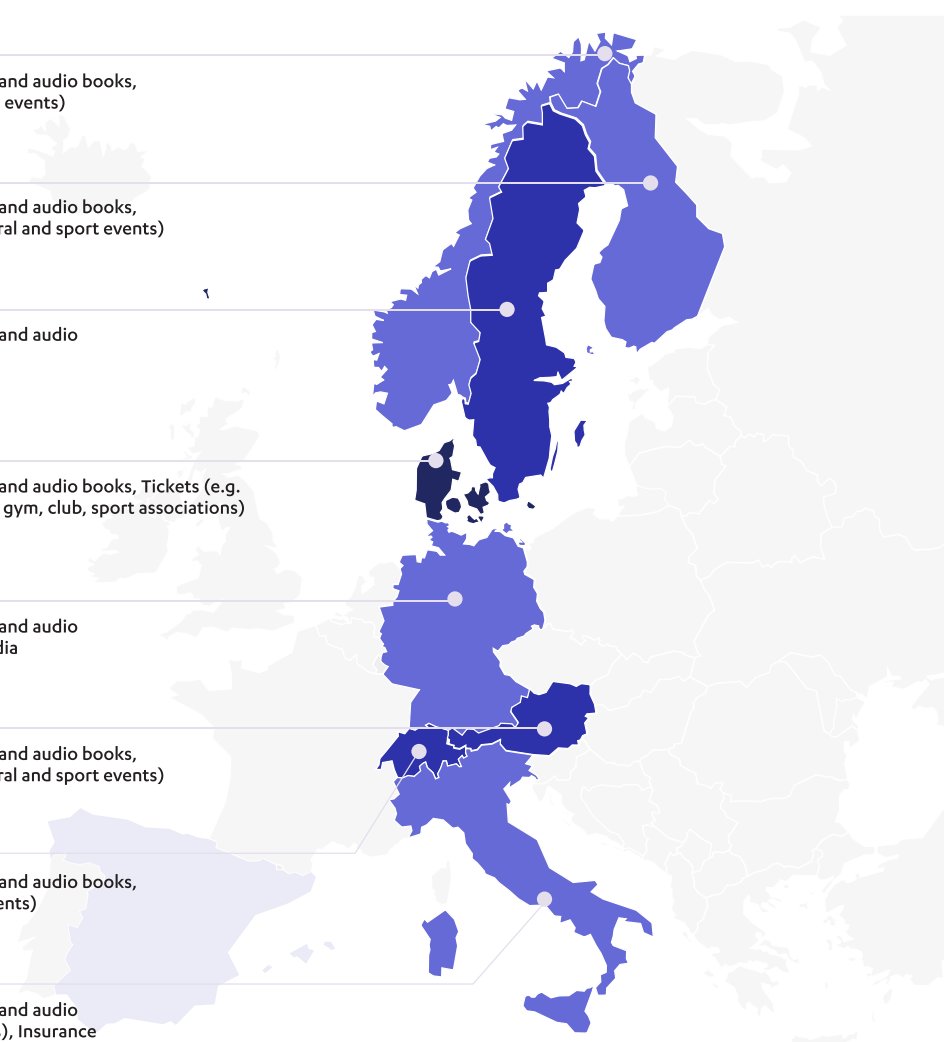 and audio books,
events)
and audio books,
ral and sport events)
and audio
and audio books, Tickets (e.g.
gym, club, sport associations)
and audio
dia
and audio books,
ral and sport events)
and audio books,
ents)
and audio
), Insurance